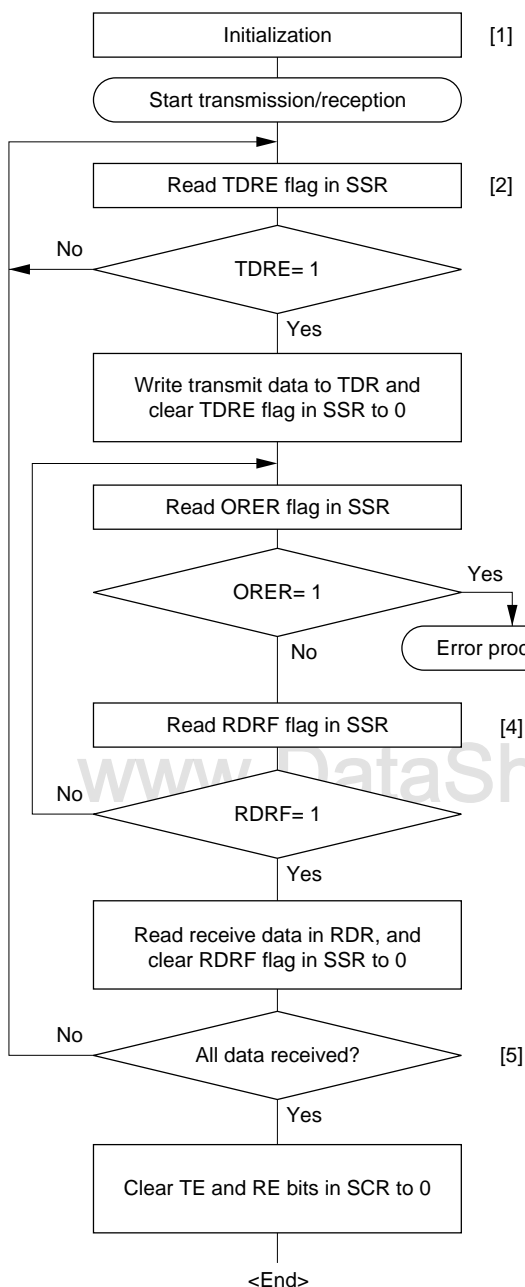 Initialization [1]
Start transmission/reception
Read TDRE flag in SSR [2]
No
TDRE= 1
Yes
Write transmit data to TDR and
clear TDRE flag in SSR to 0
Read ORER flag in SSR
ORER= 1
Yes
No
Error
Read RDRF flag in SSR [4]
No
RDRF= 1
Yes
Read receive data in RDR, and
clear RDRF flag in SSR to 0
No
All data received? [5]
Yes
Clear TE and RE bits in SCR to 0
<End>